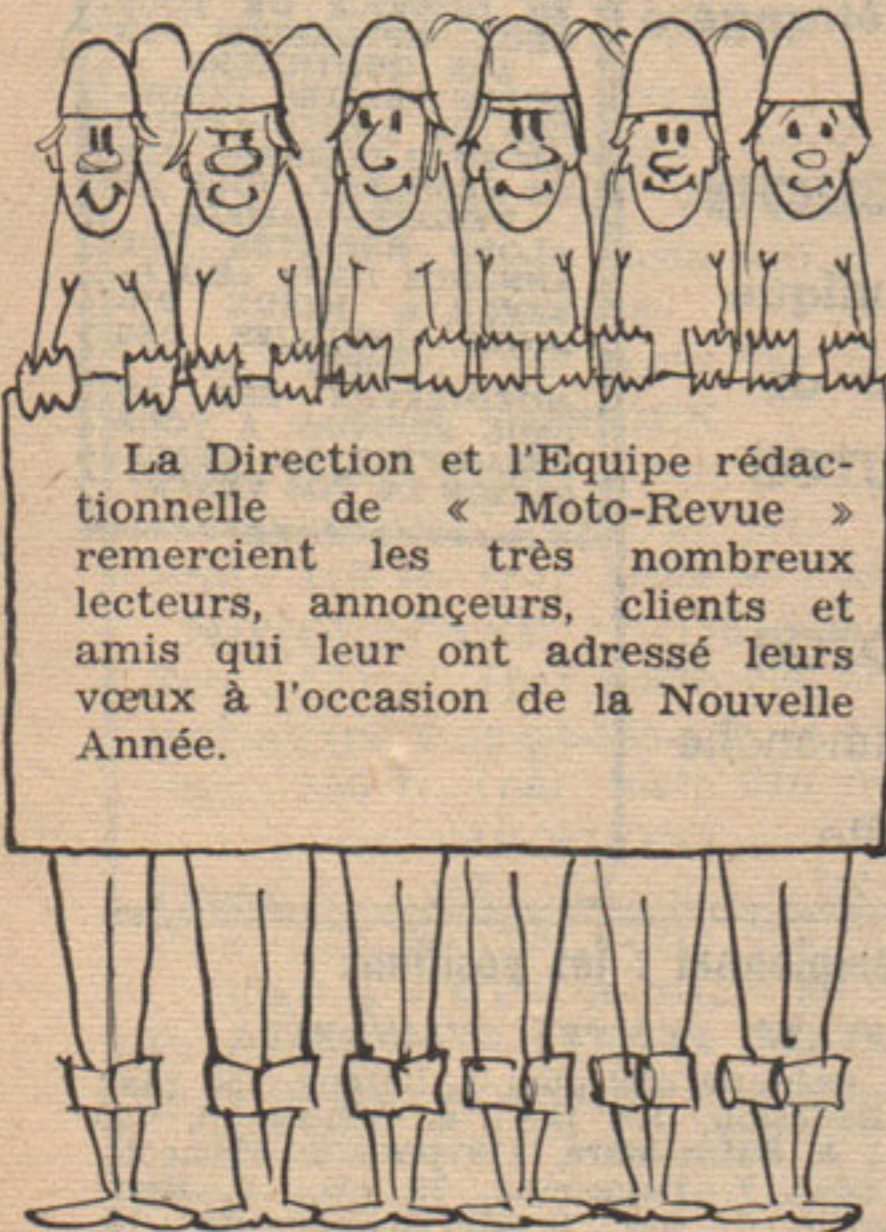 La Direction et l'Equipe rédac-
tionnelle de « Moto-Revue »
remercient les très nombreux
lecteurs, annonçeurs, clients et
amis qui leur ont adressé leurs
vœux à l'occasion de la Nouvelle
Année.